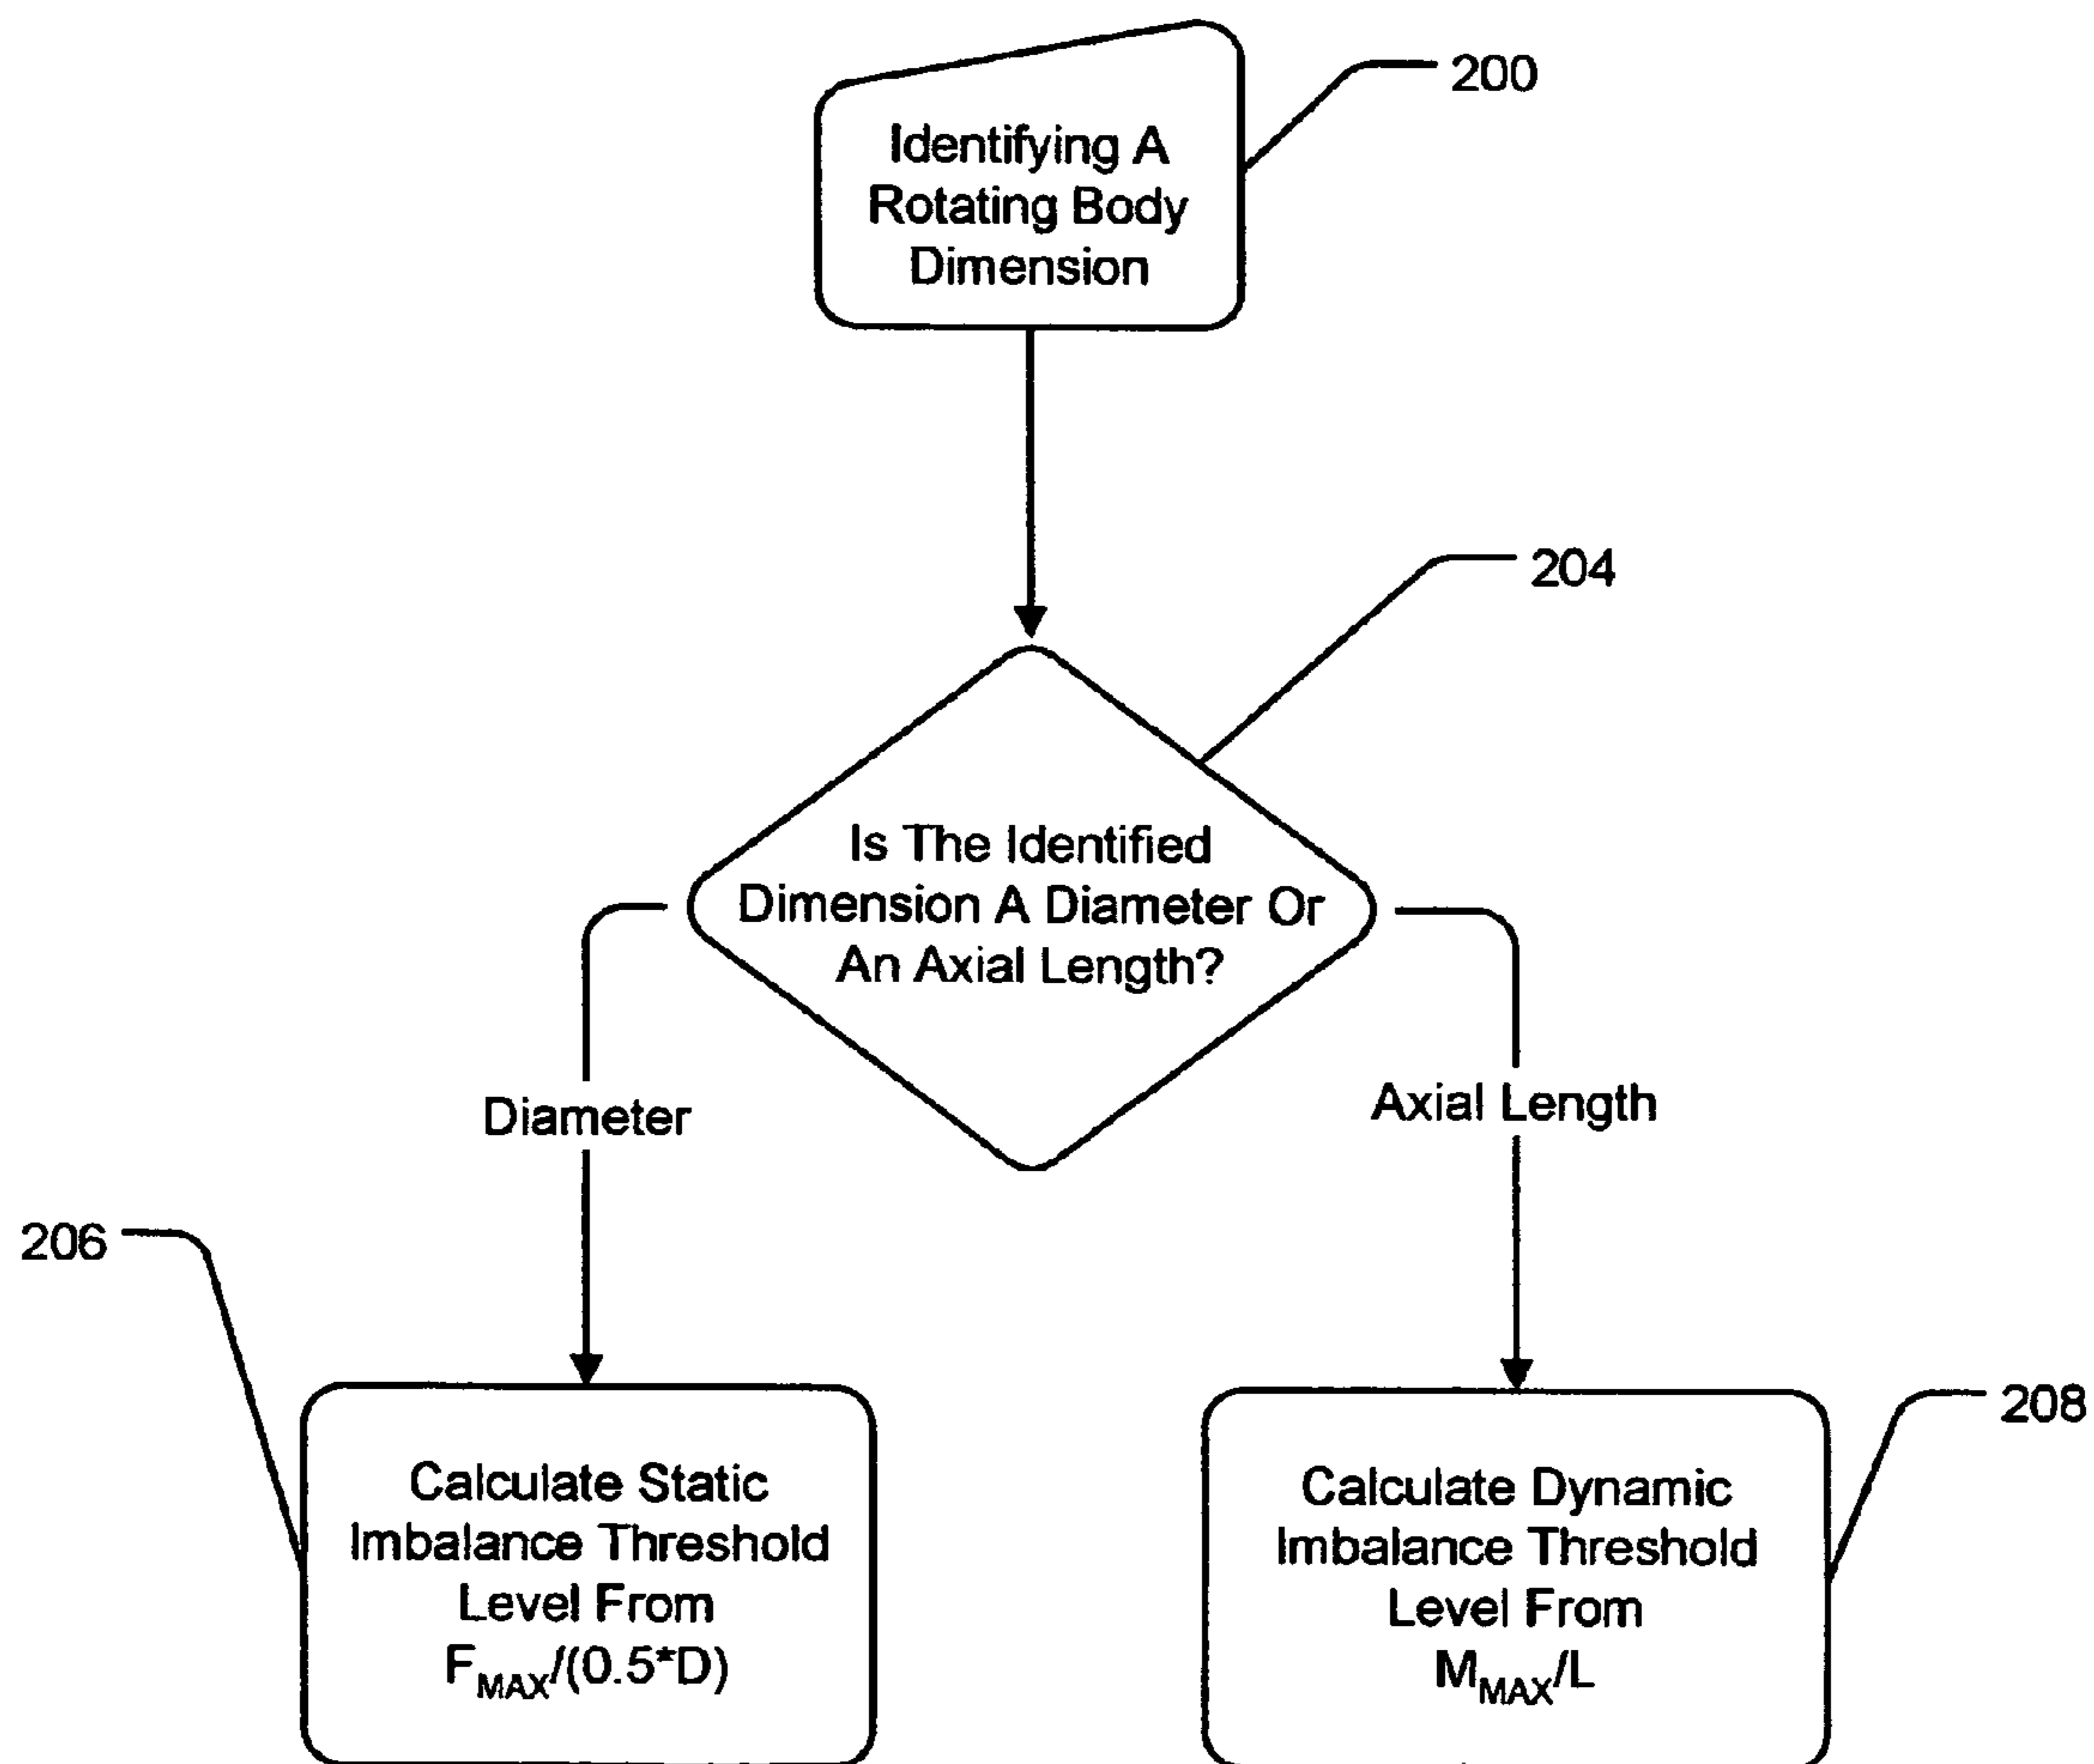 200
Identifying A
Rotating Body
Dimension
204
Is The Identified
Dimension A Diameter Or
An Axial Length?
Diameter
Axial Length
206
208
Calculate Static
Imbalance Threshold
Level From
F_MAX/(0.5*D)
Calculate Dynamic
Imbalance Threshold
Level From
M_MAX/L